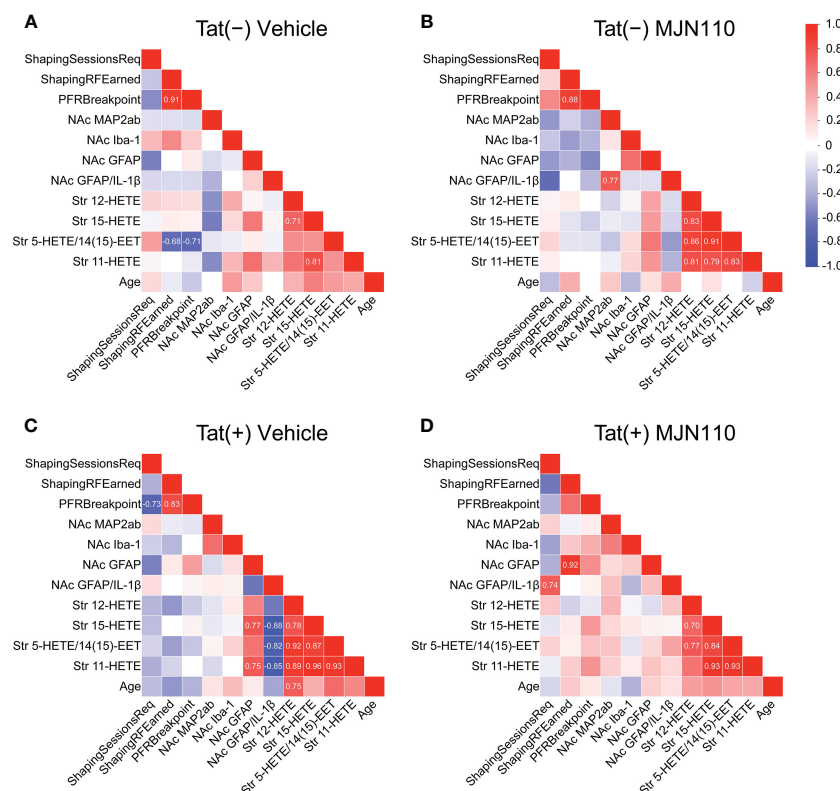 A
Tat(−) Vehicle
ShapingSessionsReq
ShapingRFEarned
PFRBreakpoint
0.91
NAc MAP2ab
NAc Iba-1
NAc GFAP
NAc GFAP/IL-1β
Str 12-HETE
Str 15-HETE
0.71
Str 5-HETE/14(15)-EET
-0.68 -0.71
Str 11-HETE
0.81
Age
ShapingSessionsReq
ShapingRFEarned
PFRBreakpoint
NAc MAP2ab
NAc Iba-1
NAc GFAP
NAc GFAP/IL-1β
Str 12-HETE
Str 15-HETE
Str 5-HETE/14(15)-EET
Str 11-HETE
Age
B
Tat(−) MJN110
ShapingSessionsReq
ShapingRFEarned
PFRBreakpoint
0.88
NAc MAP2ab
NAc Iba-1
NAc GFAP
NAc GFAP/IL-1β
0.77
Str 12-HETE
Str 15-HETE
0.83
Str 5-HETE/14(15)-EET
0.86 0.91
Str 11-HETE
0.81 0.79 0.83
Age
ShapingSessionsReq
ShapingRFEarned
PFRBreakpoint
NAc MAP2ab
NAc Iba-1
NAc GFAP
NAc GFAP/IL-1β
Str 12-HETE
Str 15-HETE
Str 5-HETE/14(15)-EET
Str 11-HETE
Age
1.0
0.8
0.6
0.4
0.2
0
-0.2
-0.4
-0.6
-0.8
-1.0
C
Tat(+) Vehicle
ShapingSessionsReq
ShapingRFEarned
PFRBreakpoint
-0.73 0.83
NAc MAP2ab
NAc Iba-1
NAc GFAP
NAc GFAP/IL-1β
Str 12-HETE
Str 15-HETE
0.77 -0.88 0.78
Str 5-HETE/14(15)-EET
-0.82 0.92 0.87
Str 11-HETE
0.75 -0.85 0.89 0.96 0.93
Age
0.75
ShapingSessionsReq
ShapingRFEarned
PFRBreakpoint
NAc MAP2ab
NAc Iba-1
NAc GFAP
NAc GFAP/IL-1β
Str 12-HETE
Str 15-HETE
Str 5-HETE/14(15)-EET
Str 11-HETE
Age
D
Tat(+) MJN110
ShapingSessionsReq
ShapingRFEarned
PFRBreakpoint
NAc MAP2ab
NAc Iba-1
NAc GFAP
0.92
NAc GFAP/IL-1β
0.74
Str 12-HETE
Str 15-HETE
0.70
Str 5-HETE/14(15)-EET
0.77 0.84
Str 11-HETE
0.93 0.93
Age
ShapingSessionsReq
ShapingRFEarned
PFRBreakpoint
NAc MAP2ab
NAc Iba-1
NAc GFAP
NAc GFAP/IL-1β
Str 12-HETE
Str 15-HETE
Str 5-HETE/14(15)-EET
Str 11-HETE
Age